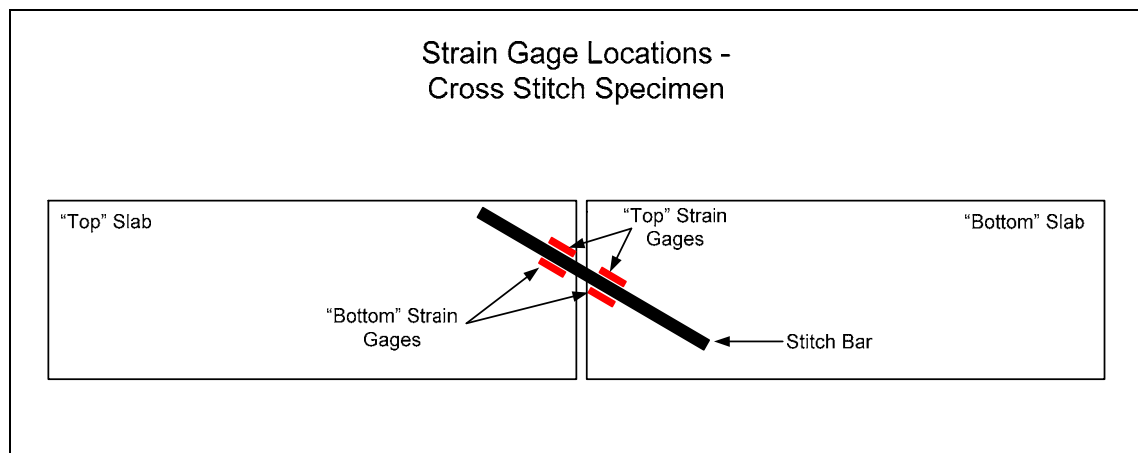 Strain Gage Locations -
Cross Stitch Specimen
“Top” Slab
“Top” Strain
Gages
“Bottom” Slab
“Bottom” Strain
Gages
Stitch Bar